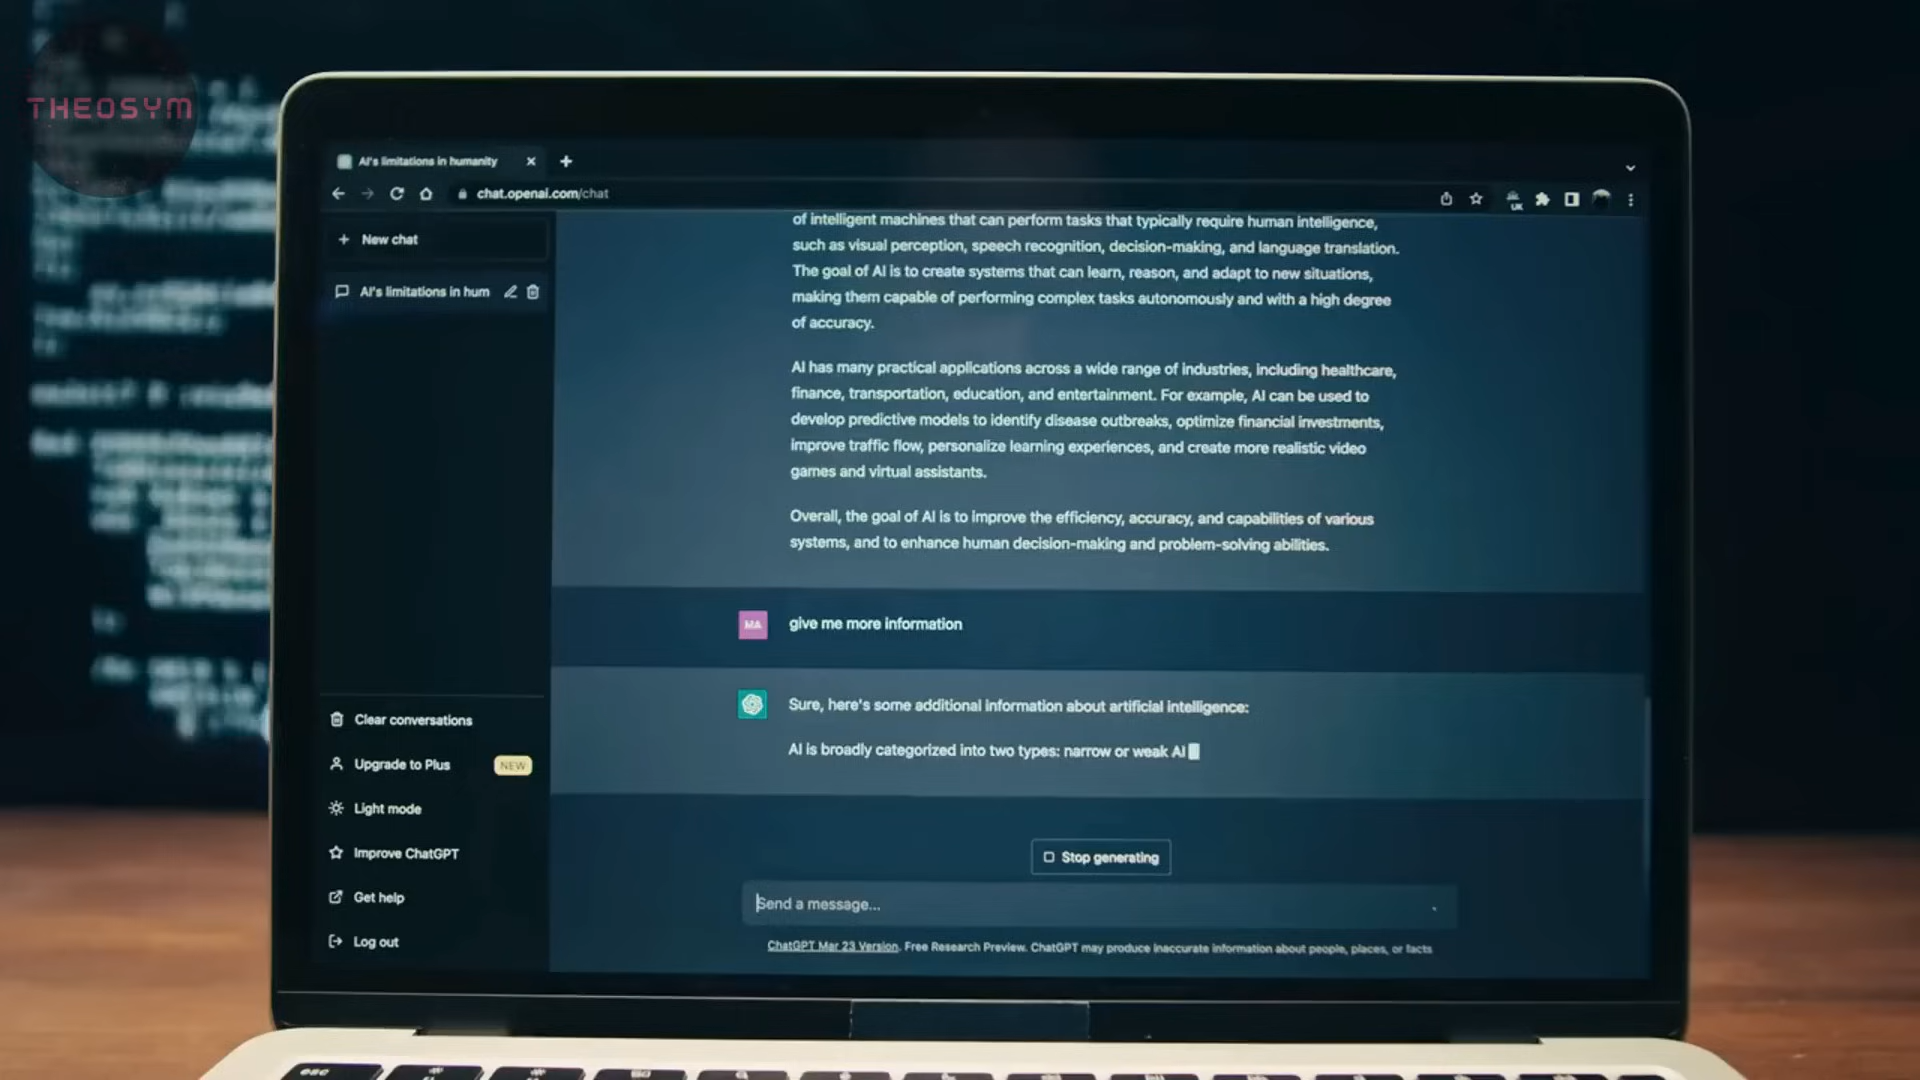 THEOSYM
AI's limitations in humanity
chat.openai.com/chat
UK
New chat
AI's limitations in hum
of intelligent machines that can perform tasks that typically require human intelligence,
such as visual perception, speech recognition, decision-making, and language translation.
The goal of AI is to create systems that can learn, reason, and adapt to new situations,
making them capable of performing complex tasks autonomously and with a high degree
of accuracy.
AI has many practical applications across a wide range of industries, including healthcare,
finance, transportation, education, and entertainment. For example, AI can be used to
develop predictive models to identify disease outbreaks, optimize financial investments,
improve traffic flow, personalize learning experiences, and create more realistic video
games and virtual assistants.
Overall, the goal of AI is to improve the efficiency, accuracy, and capabilities of various
systems, and to enhance human decision-making and problem-solving abilities.
MA give me more information
Sure, here's some additional information about artificial intelligence:
AI is broadly categorized into two types: narrow or weak AI
Clear conversations
Upgrade to Plus NEW
Light mode
Improve ChatGPT
Get help
Log out
Stop generating
Send a message...
ChatGPT Mar 23 Version. Free Research Preview. ChatGPT may produce inaccurate information about people, places, or facts
esc